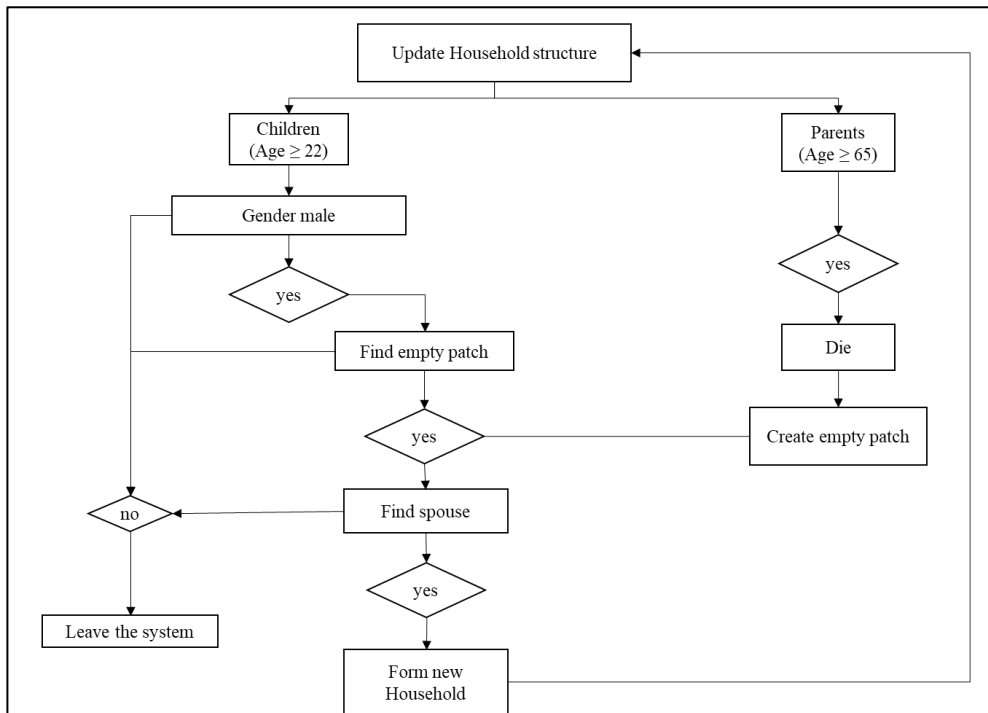 Update Household structure
Children
(Age ≥ 22)
Parents
(Age ≥ 65)
Gender male
yes
yes
Find empty patch
Die
yes
Create empty patch
no
Find spouse
yes
Leave the system
Form new
Household